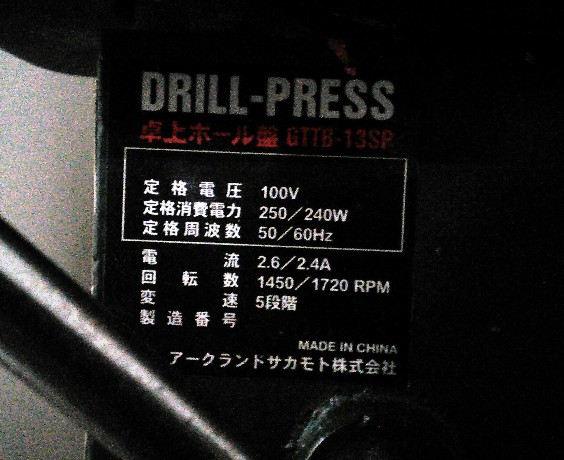 DRILL-PRESS
卓上ボール盤 GTTB-13SP
定格電圧 100V
定格消費電力 250/240W
定格周波数 50/60Hz
電流 2.6/2.4A
回転数 1450/1720 RPM
変速 5段階
製造番号
MADE IN CHINA
アークランドサカモト株式会社